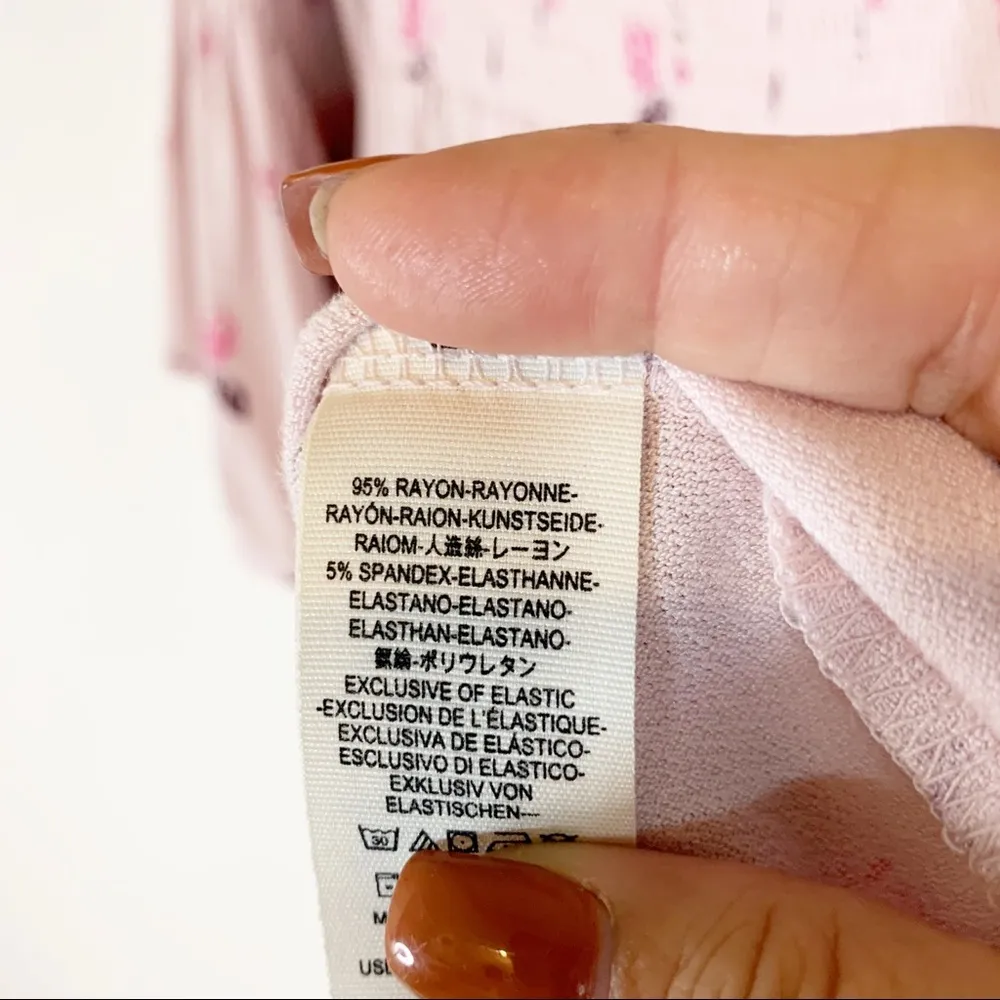 95% RAYON-RAYONNE-
RAYÓN-RAION-KUNSTSEIDE-
RAIOM-人造絲-レーヨン
5% SPANDEX-ELASTHANNE-
ELASTANO-ELASTANO-
ELASTHAN-ELASTANO-
-ポリウレタン
EXCLUSIVE OF ELASTIC
-EXCLUSION DE L'ÉLASTIQUE-
EXCLUSIVA DE ELÁSTICO-
ESCLUSIVO DI ELASTICO-
EXKLUSIV VON
ELASTISCHEN---
30